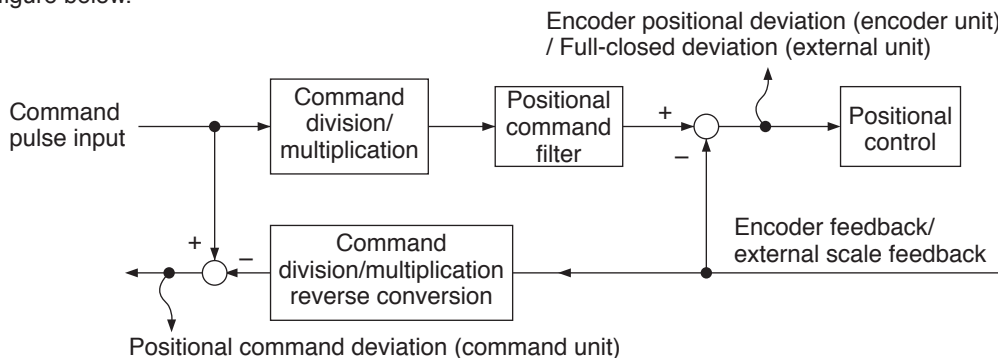 figure below.
Encoder positional deviation (encoder unit)
/ Full-closed deviation (external unit)
Command
pulse input
Command
division/
multiplication
Positional
command
filter
+
−
Positional
control
Encoder feedback/
external scale feedback
+
−
Command
division/multiplication
reverse conversion
Positional command deviation (command unit)